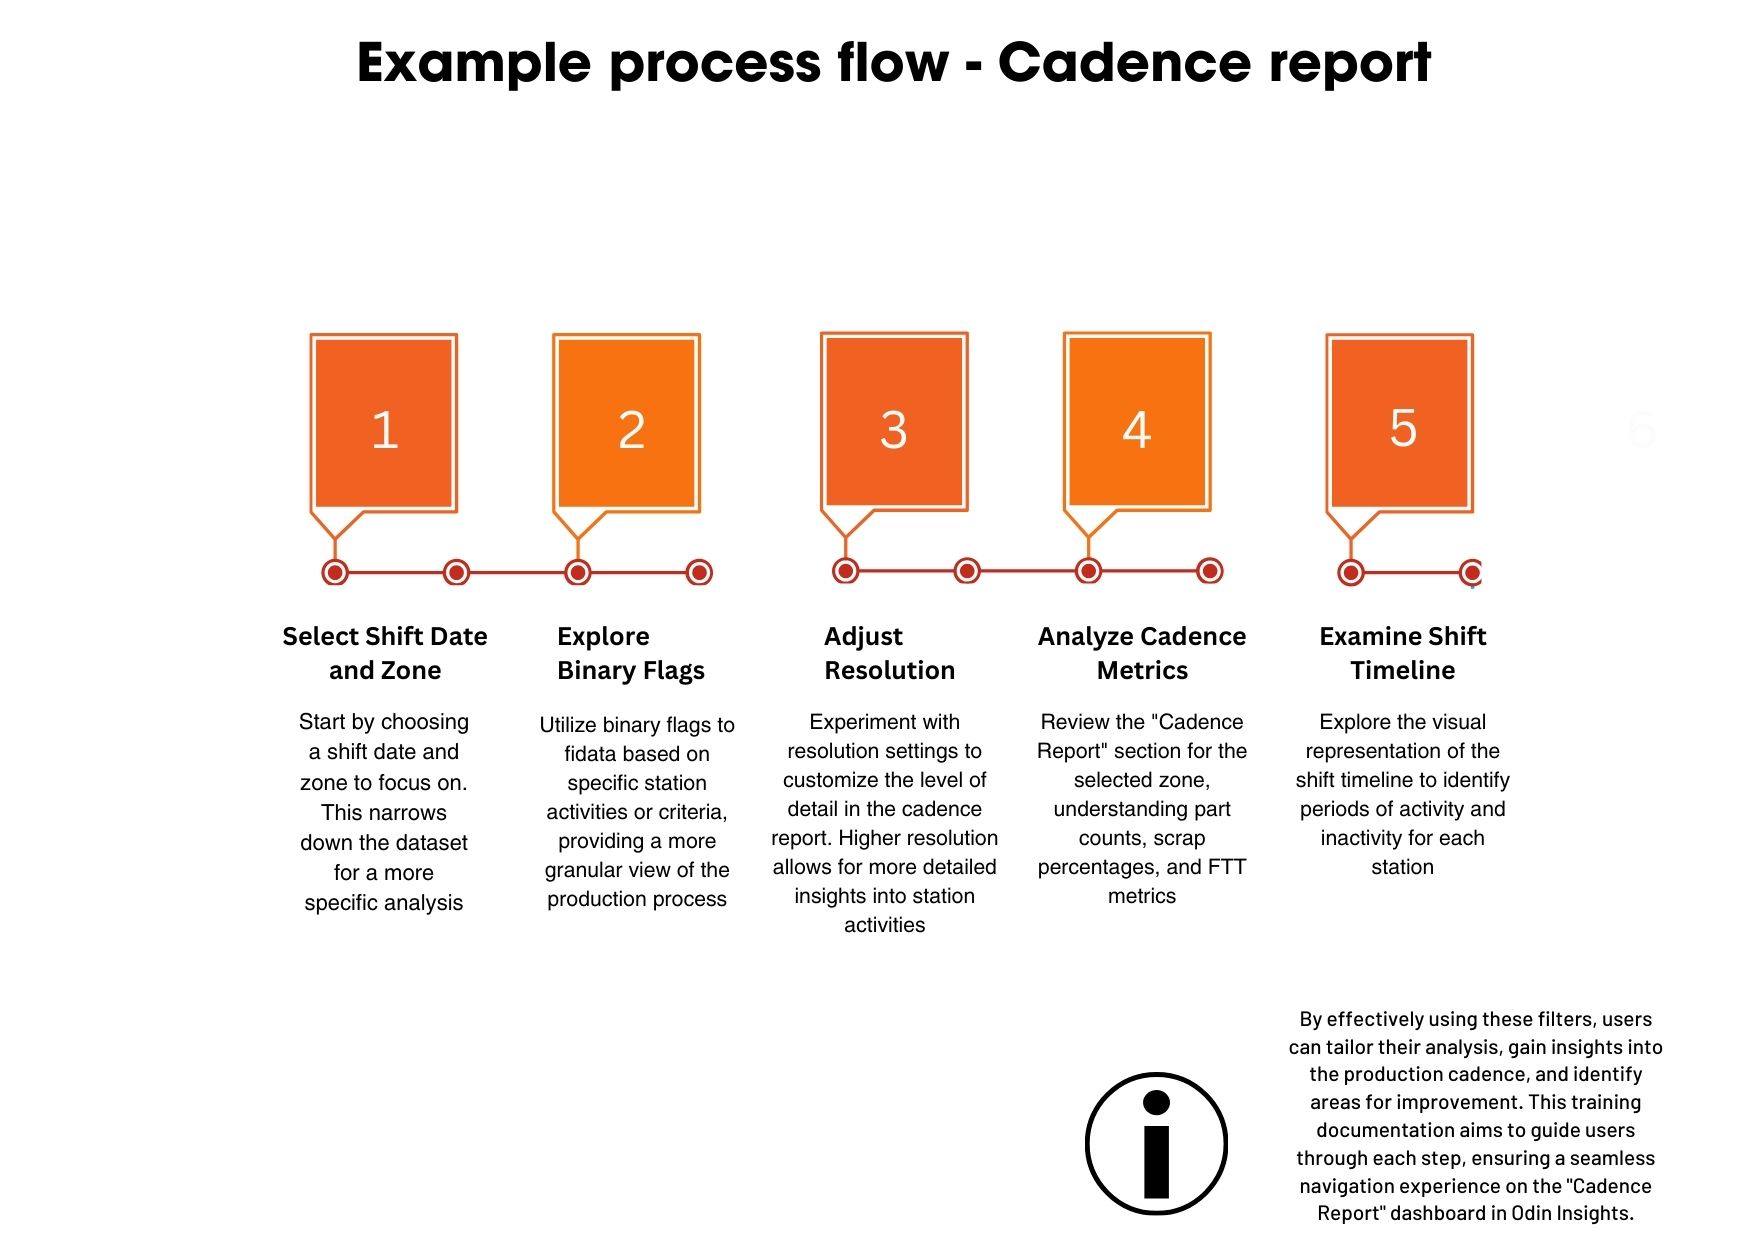 Example process flow - Cadence report
1
2
3
4
5
6
Select Shift Date
and Zone
Start by choosing
a shift date and
zone to focus on.
This narrows
down the dataset
for a more
specific analysis
Explore
Binary Flags
Utilize binary flags to
fidata based on
specific station
activities or criteria,
providing a more
granular view of the
production process
Adjust
Resolution
Experiment with
resolution settings to
customize the level of
detail in the cadence
report. Higher resolution
allows for more detailed
insights into station
activities
Analyze Cadence
Metrics
Review the "Cadence
Report" section for the
selected zone,
understanding part
counts, scrap
percentages, and FTT
metrics
Examine Shift
Timeline
Explore the visual
representation of the
shift timeline to identify
periods of activity and
inactivity for each
station
By effectively using these filters, users
can tailor their analysis, gain insights into
the production cadence, and identify
areas for improvement. This training
documentation aims to guide users
through each step, ensuring a seamless
navigation experience on the "Cadence
Report" dashboard in Odin Insights.